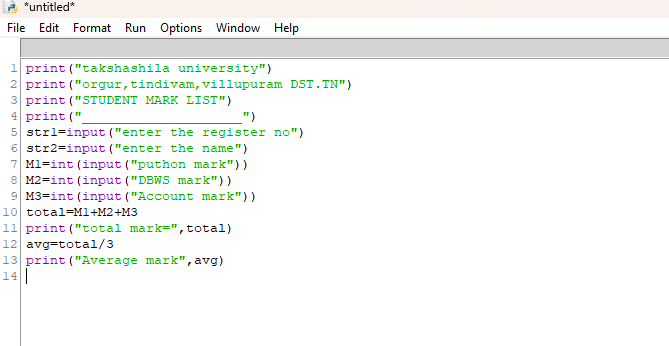 *untitled*
File Edit Format Run Options Window Help
1 print("takshashila university")
2 print("orgur,tindivam,villupuram DST.TN")
3 print("STUDENT MARK LIST")
4 print("____________________")
5 str1=input("enter the register no")
6 str2=input("enter the name")
7 M1=int(input("puthon mark"))
8 M2=int(input("DBWS mark"))
9 M3=int(input("Account mark"))
10 total=M1+M2+M3
11 print("total mark=",total)
12 avg=total/3
13 print("Average mark",avg)
14